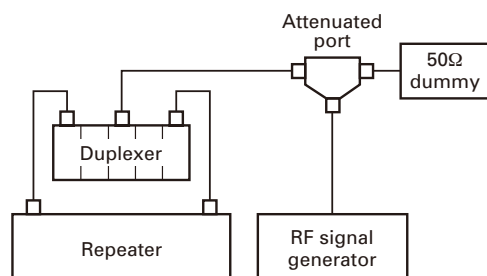 Attenuated
port
50Ω
dummy
Duplexer
Repeater
RF signal
generator